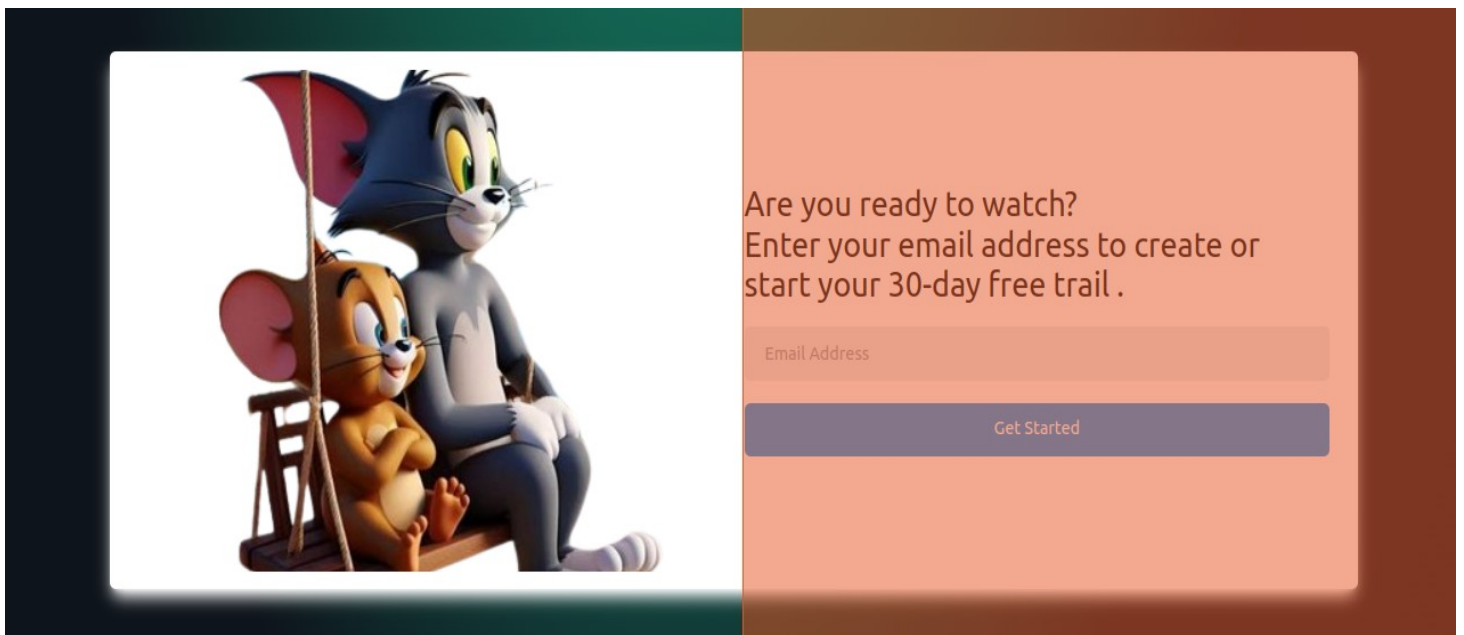 Are you ready to watch?
Enter your email address to create or
start your 30-day free trail .
Email Address
Get Started